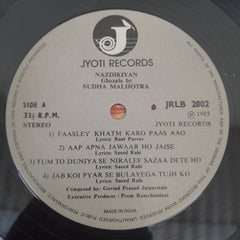 JYOTI RECORDS
NAZDIKIYAN
Ghazals by
SUDHA MALHOTRA
SIDE A
33⅓ R.P.M.
STEREO
JRLB 2002
℗ 1985
JYOTI RECORDS
1) FAASLEY KHATM KARO PAAS AAO
Lyrics: Baat Parvez
2) AAP APNA JAWAAB HO JAISE
Lyrics: Saeed Rahi
3) TUM TO DUNIYA SE NIRALEE SAZAA DETE HO
Lyrics: Saeed Rahi
4) JAB KOI PYAR SE BULAYEGA TUJH KO
Lyrics: Saeed Rahi
Composed by: Govind Prasad Jaipurwale
Executive Producer : Prem Ramchandani
MADE IN INDIA